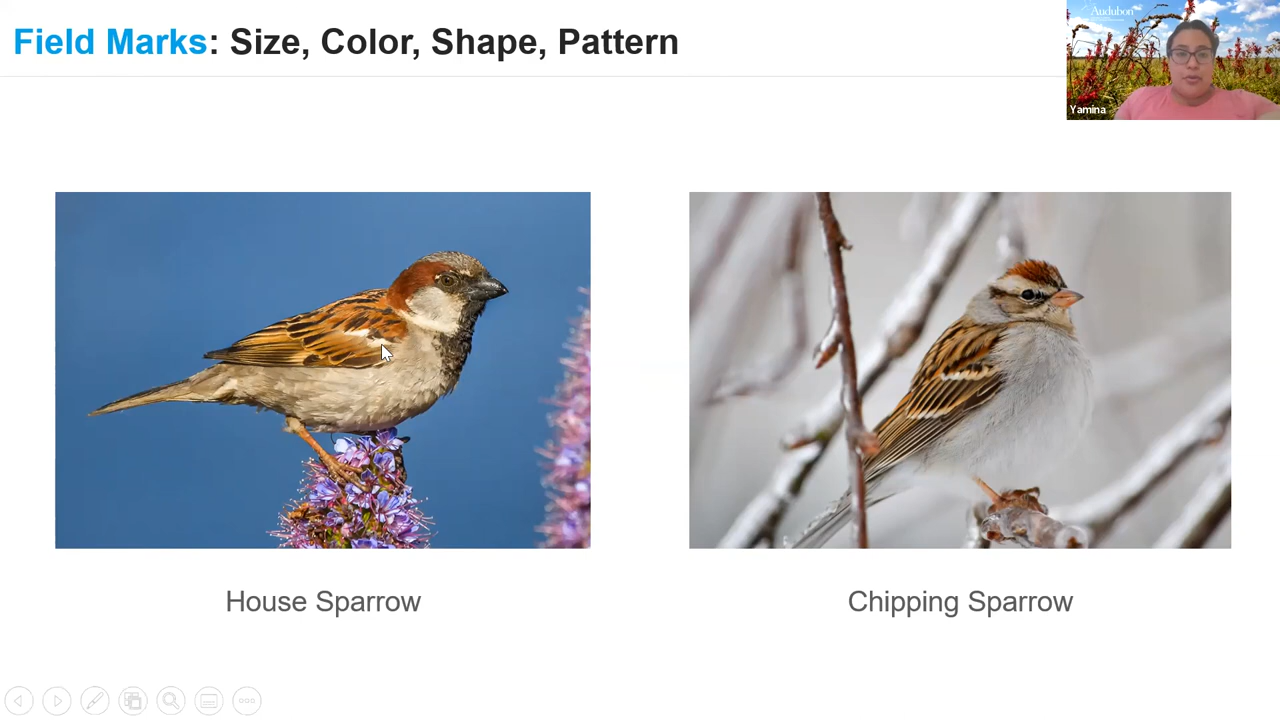 Field Marks: Size, Color, Shape, Pattern
Audubon
Yamina
House Sparrow
Chipping Sparrow